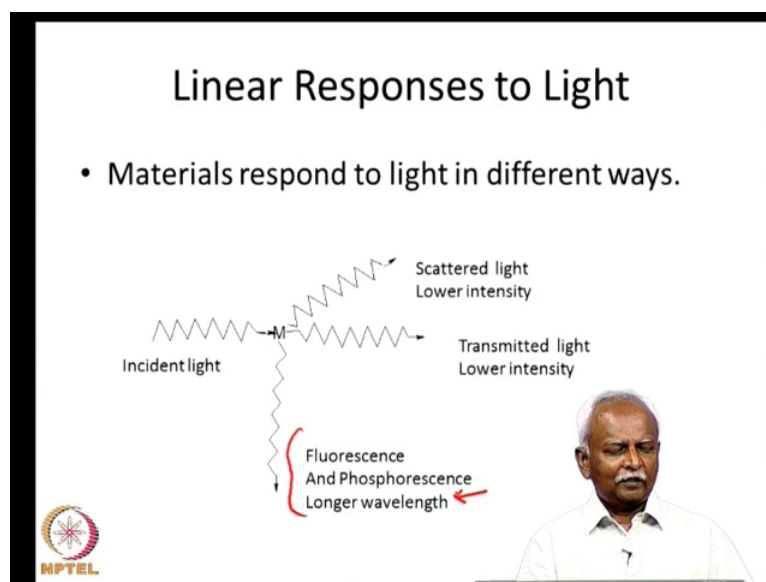 Linear Responses to Light
• Materials respond to light in different ways.
Scattered light
Lower intensity
M
Incident light
Transmitted light
Lower intensity
Fluorescence
And Phosphorescence
Longer wavelength
NPTEL